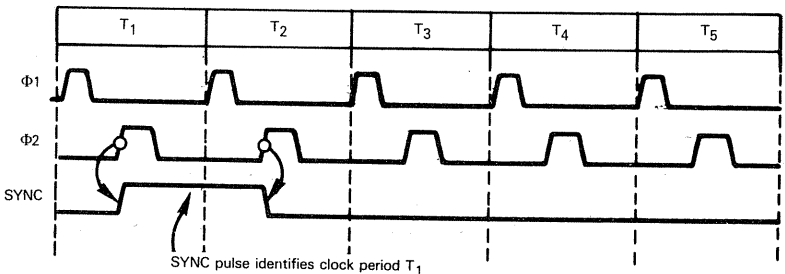 T1 T2 T3 T4 T5
Φ1
Φ2
SYNC
SYNC pulse identifies clock period T1